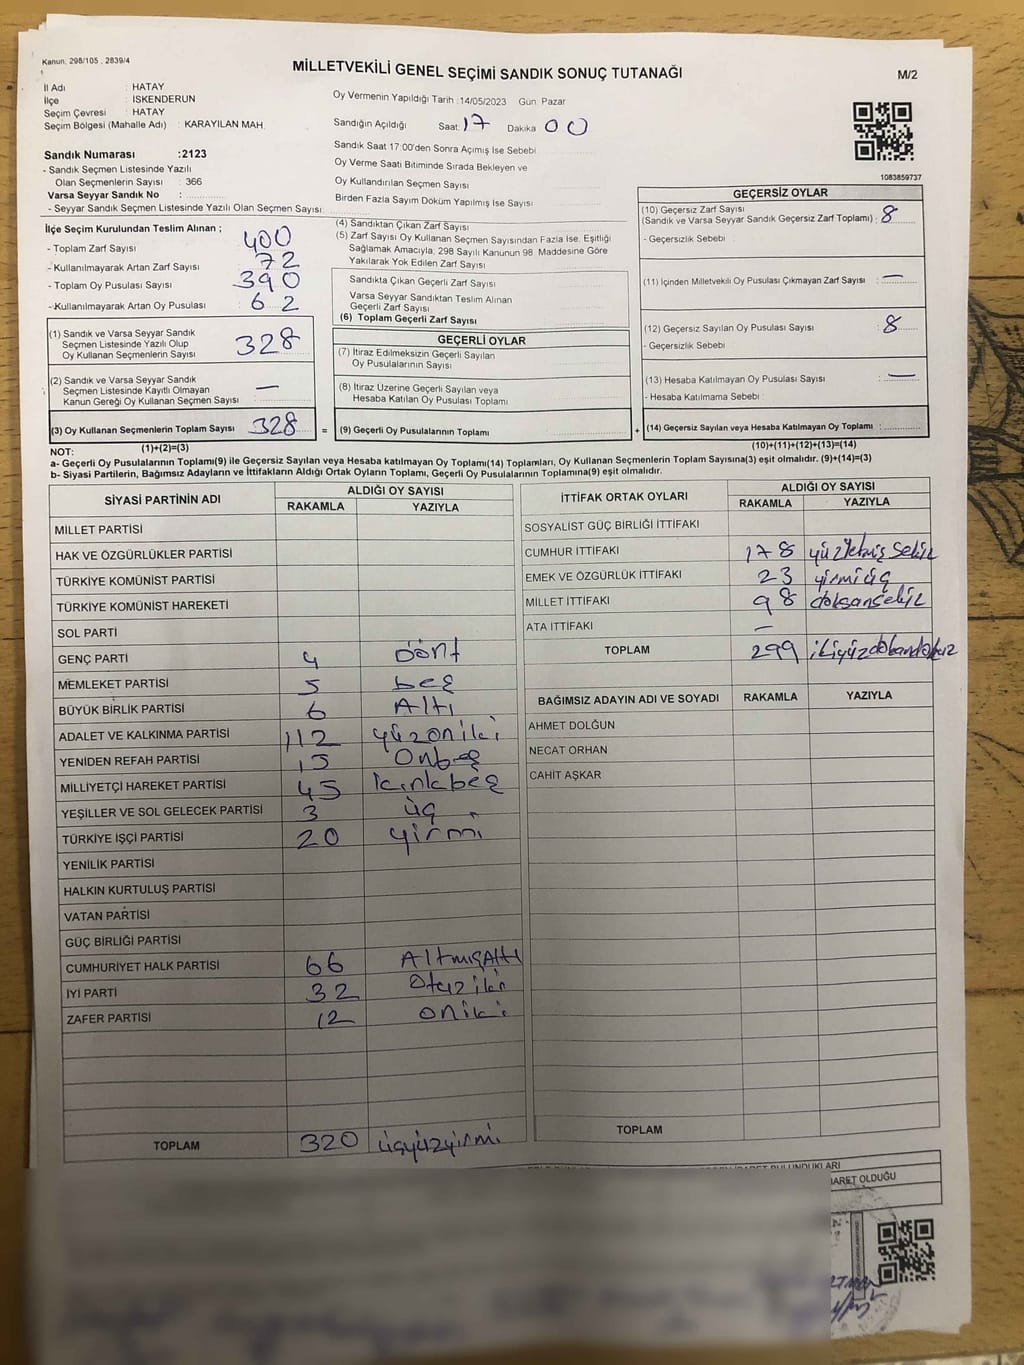 Kanun, 298/105 , 2839/4
MİLLETVEKİLİ GENEL SEÇİMİ SANDIK SONUÇ TUTANAĞI
M/2
İl Adı : HATAY
İlçe : İSKENDERUN
Seçim Çevresi : HATAY
Seçim Bölgesi (Mahalle Adı) : KARAYILAN MAH.
Oy Vermenin Yapıldığı Tarih :14/05/2023 Gün: Pazar
Sandığın Açıldığı Saat: 17 Dakika 00
Sandık Saat 17:00'den Sonra Açımış İse Sebebi
Oy Verme Saati Bitiminde Sırada Bekleyen ve
Oy Kullandırılan Seçmen Sayısı
Birden Fazla Sayım Döküm Yapılmış İse Sayısı
1083859737
Sandık Numarası :2123
- Sandık Seçmen Listesinde Yazılı
Olan Seçmenlerin Sayısı : 366
Varsa Seyyar Sandık No :
- Seyyar Sandık Seçmen Listesinde Yazılı Olan Seçmen Sayısı:
İlçe Seçim Kurulundan Teslim Alınan ;
- Toplam Zarf Sayısı : 400
- Kullanılmayarak Artan Zarf Sayısı : 72
- Toplam Oy Pusulası Sayısı : 390
- Kullanılmayarak Artan Oy Pusulası : 62
(1) Sandık ve Varsa Seyyar Sandık
Seçmen Listesinde Yazılı Olup
Oy Kullanan Seçmenlerin Sayısı : 328
(2) Sandık ve Varsa Seyyar Sandık
Seçmen Listesinde Kayıtlı Olmayan
Kanun Gereği Oy Kullanan Seçmen Sayısı : —
(3) Oy Kullanan Seçmenlerin Toplam Sayısı 328 =
(4) Sandıktan Çıkan Zarf Sayısı
(5) Zarf Sayısı Oy Kullanan Seçmen Sayısından Fazla İse, Eşitliği
Sağlamak Amacıyla, 298 Sayılı Kanunun 98. Maddesine Göre
Yakılarak Yok Edilen Zarf Sayısı
Sandıkta Çıkan Geçerli Zarf Sayısı
Varsa Seyyar Sandıktan Teslim Alınan
Geçerli Zarf Sayısı
(6) Toplam Geçerli Zarf Sayısı
GEÇERLİ OYLAR
(7) İtiraz Edilmeksizin Geçerli Sayılan
Oy Pusulalarının Sayısı
(8) İtiraz Üzerine Geçerli Sayılan veya
Hesaba Katılan Oy Pusulası Toplamı
(9) Geçerli Oy Pusulalarının Toplamı +
GEÇERSİZ OYLAR
(10) Geçersiz Zarf Sayısı
(Sandık ve Varsa Seyyar Sandık Geçersiz Zarf Toplamı) : 8
- Geçersizlik Sebebi :
(11) İçinden Milletvekili Oy Pusulası Çıkmayan Zarf Sayısı : —
(12) Geçersiz Sayılan Oy Pusulası Sayısı : 8
- Geçersizlik Sebebi
(13) Hesaba Katılmayan Oy Pusulası Sayısı : —
- Hesaba Katılmama Sebebi :
(14) Geçersiz Sayılan veya Hesaba Katılmayan Oy Toplamı :
NOT: (1)+(2)=(3) (10)+(11)+(12)+(13)=(14)
a- Geçerli Oy Pusulalarının Toplamı(9) ile Geçersiz Sayılan veya Hesaba Katılmayan Oy Toplamı(14) Toplamları, Oy Kullanan Seçmenlerin Toplam Sayısına(3) eşit olmalıdır. (9)+(14)=(3)
b- Siyasi Partilerin, Bağımsız Adayların ve İttifakların Aldığı Ortak Oyların Toplamı, Geçerli Oy Pusulalarının Toplamına(9) eşit olmalıdır.
SİYASİ PARTİNİN ADI ALDIĞI OY SAYISI
RAKAMLA YAZIYLA
MİLLET PARTİSİ
HAK VE ÖZGÜRLÜKLER PARTİSİ
TÜRKİYE KOMÜNİST PARTİSİ
TÜRKİYE KOMÜNİST HAREKETİ
SOL PARTİ
GENÇ PARTİ 4 Dört
MEMLEKET PARTİSİ 5 beş
BÜYÜK BİRLİK PARTİSİ 6 Altı
ADALET VE KALKINMA PARTİSİ 112 yüzoniki
YENİDEN REFAH PARTİSİ 15 Onbeş
MİLLİYETÇİ HAREKET PARTİSİ 45 kırkbeş
YEŞİLLER VE SOL GELECEK PARTİSİ 3 üç
TÜRKİYE İŞÇİ PARTİSİ 20 yirmi
YENİLİK PARTİSİ
HALKIN KURTULUŞ PARTİSİ
VATAN PARTİSİ
GÜÇ BİRLİĞİ PARTİSİ
CUMHURİYET HALK PARTİSİ 66 Altmışaltı
İYİ PARTİ 32 Otuziki
ZAFER PARTİSİ 12 oniki
TOPLAM 320 üçyüzyirmi
İTTİFAK ORTAK OYLARI ALDIĞI OY SAYISI
RAKAMLA YAZIYLA
SOSYALİST GÜÇ BİRLİĞİ İTTİFAKI
CUMHUR İTTİFAKI 178 yüzyetmiş sekiz
EMEK VE ÖZGÜRLÜK İTTİFAKI 23 yirmiüç
MİLLET İTTİFAKI 98 doksansekiz
ATA İTTİFAKI —
TOPLAM 299 ikiyüzdoksandokuz
BAĞIMSIZ ADAYIN ADI VE SOYADI RAKAMLA YAZIYLA
AHMET DOLĞUN
NECAT ORHAN
CAHİT AŞKAR
TOPLAM
BULUNDUKLARI
OLDUĞU